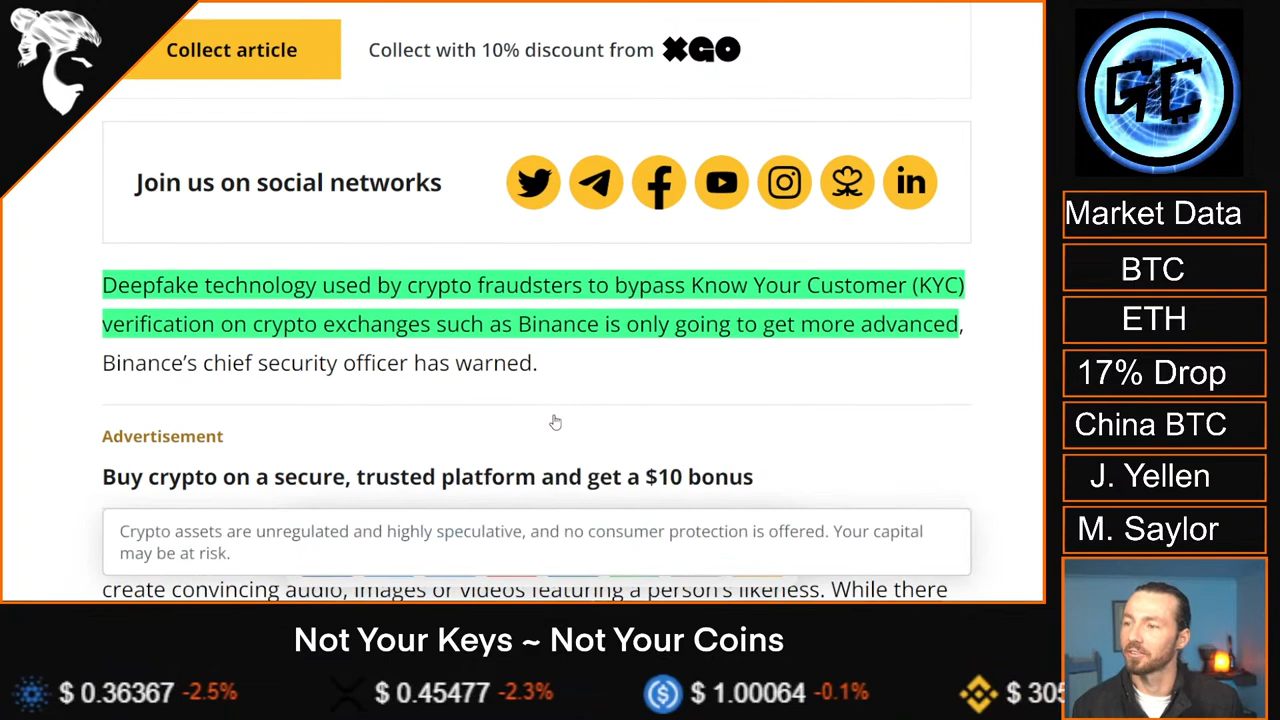 Collect article
Collect with 10% discount from XGO
Join us on social networks
Deepfake technology used by crypto fraudsters to bypass Know Your Customer (KYC)
verification on crypto exchanges such as Binance is only going to get more advanced,
Binance’s chief security officer has warned.
Advertisement
Buy crypto on a secure, trusted platform and get a $10 bonus
Crypto assets are unregulated and highly speculative, and no consumer protection is offered. Your capital
may be at risk.
create convincing audio, images or videos featuring a person's likeness. While there
GC
Market Data
BTC
ETH
17% Drop
China BTC
J. Yellen
M. Saylor
Not Your Keys ~ Not Your Coins
$ 0.36367 -2.5% $ 0.45477 -2.3% $ 1.00064 -0.1% $ 305